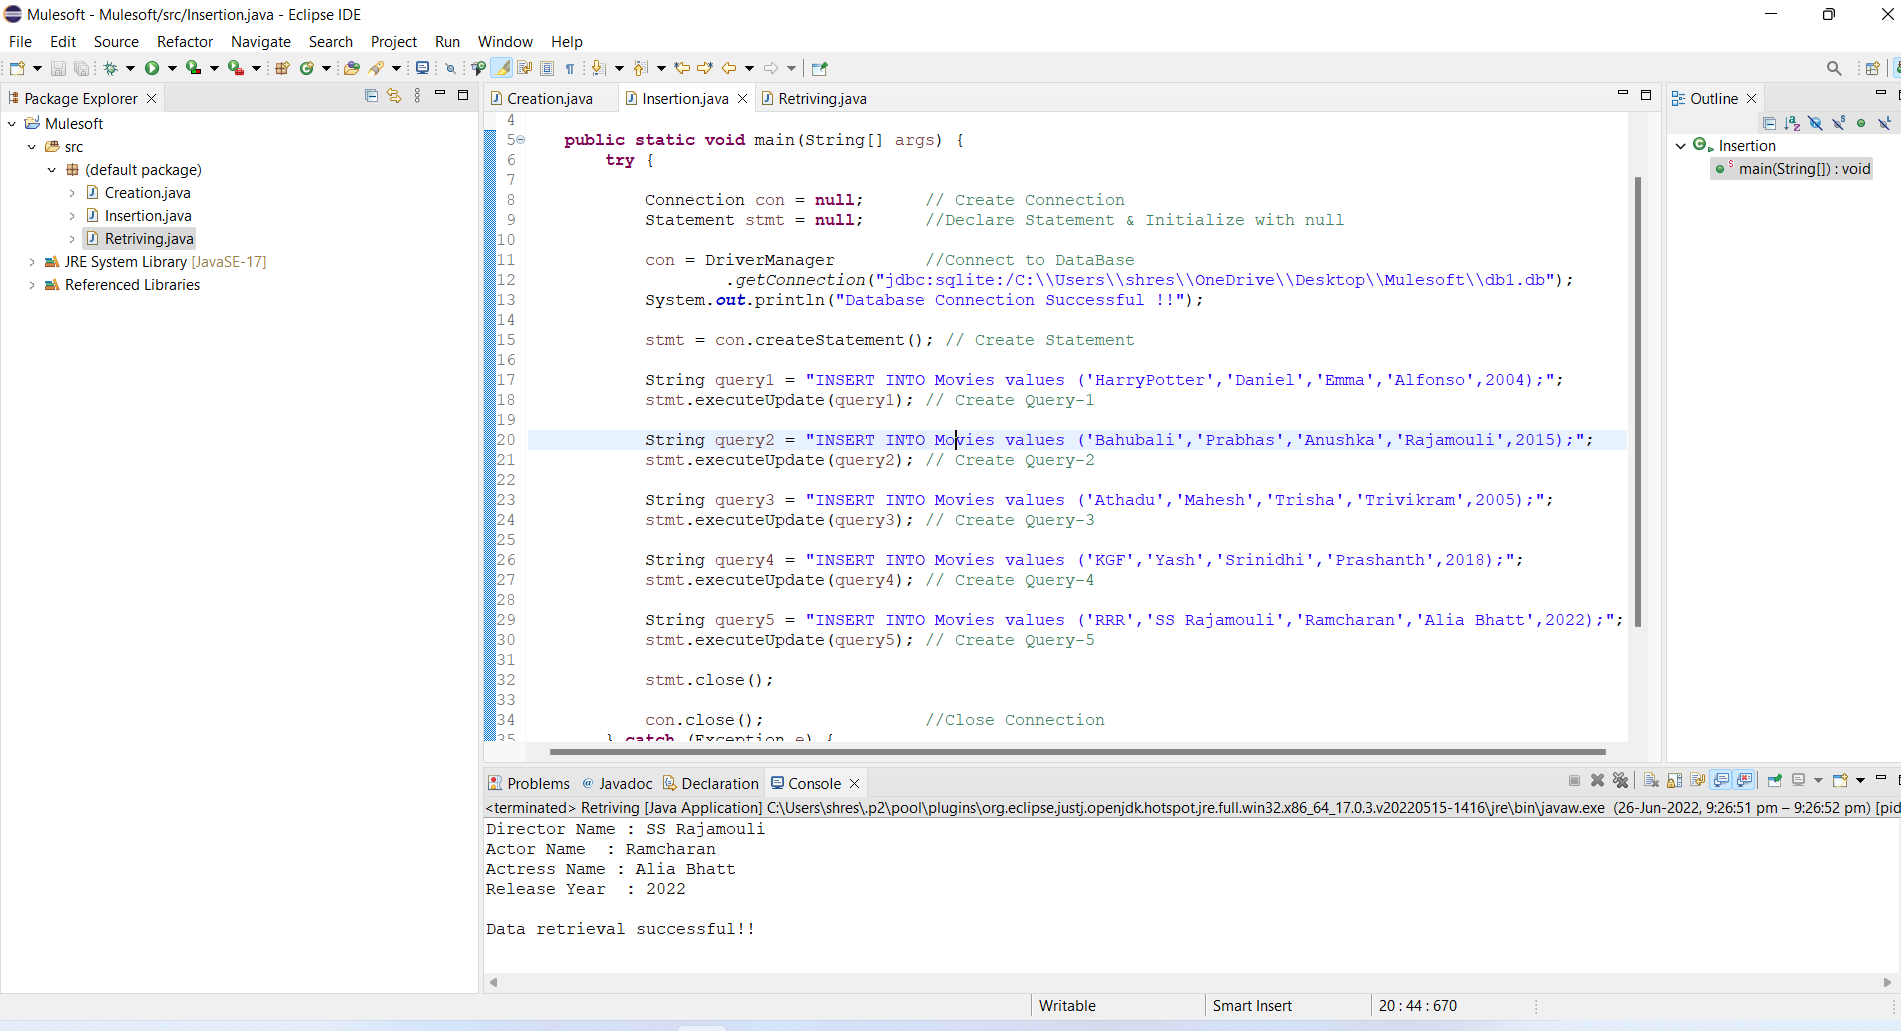 Mulesoft - Mulesoft/src/Insertion.java - Eclipse IDE
File Edit Source Refactor Navigate Search Project Run Window Help
Package Explorer
Mulesoft
src
(default package)
Creation.java
Insertion.java
Retriving.java
JRE System Library [JavaSE-17]
Referenced Libraries
Creation.java Insertion.java Retriving.java
4
5 public static void main(String[] args) {
6 try {
7
8 Connection con = null; // Create Connection
9 Statement stmt = null; //Declare Statement & Initialize with null
10
11 con = DriverManager //Connect to DataBase
12 .getConnection("jdbc:sqlite:/C:\\Users\\shres\\OneDrive\\Desktop\\Mulesoft\\db1.db");
13 System.out.println("Database Connection Successful !!");
14
15 stmt = con.createStatement(); // Create Statement
16
17 String query1 = "INSERT INTO Movies values ('HarryPotter','Daniel','Emma','Alfonso',2004);";
18 stmt.executeUpdate(query1); // Create Query-1
19
20 String query2 = "INSERT INTO Movies values ('Bahubali','Prabhas','Anushka','Rajamouli',2015);";
21 stmt.executeUpdate(query2); // Create Query-2
22
23 String query3 = "INSERT INTO Movies values ('Athadu','Mahesh','Trisha','Trivikram',2005);";
24 stmt.executeUpdate(query3); // Create Query-3
25
26 String query4 = "INSERT INTO Movies values ('KGF','Yash','Srinidhi','Prashanth',2018);";
27 stmt.executeUpdate(query4); // Create Query-4
28
29 String query5 = "INSERT INTO Movies values ('RRR','SS Rajamouli','Ramcharan','Alia Bhatt',2022);";
30 stmt.executeUpdate(query5); // Create Query-5
31
32 stmt.close();
33
34 con.close(); //Close Connection
35 } catch (Exception e) {
Outline
Insertion
main(String[]) : void
Problems Javadoc Declaration Console
<terminated> Retriving [Java Application] C:\Users\shres\.p2\pool\plugins\org.eclipse.justj.openjdk.hotspot.jre.full.win32.x86_64_17.0.3.v20220515-1416\jre\bin\javaw.exe (26-Jun-2022, 9:26:51 pm – 9:26:52 pm) [pid
Director Name : SS Rajamouli
Actor Name : Ramcharan
Actress Name : Alia Bhatt
Release Year : 2022
Data retrieval successful!!
Writable Smart Insert 20 : 44 : 670